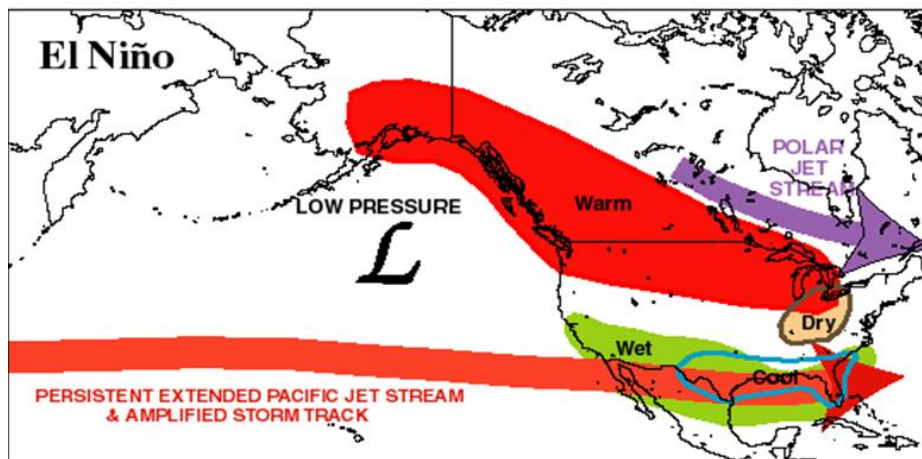 El Niño
POLAR
JET
STREAM
LOW PRESSURE
Warm
L
Dry
Wet
Cool
PERSISTENT EXTENDED PACIFIC JET STREAM
& AMPLIFIED STORM TRACK